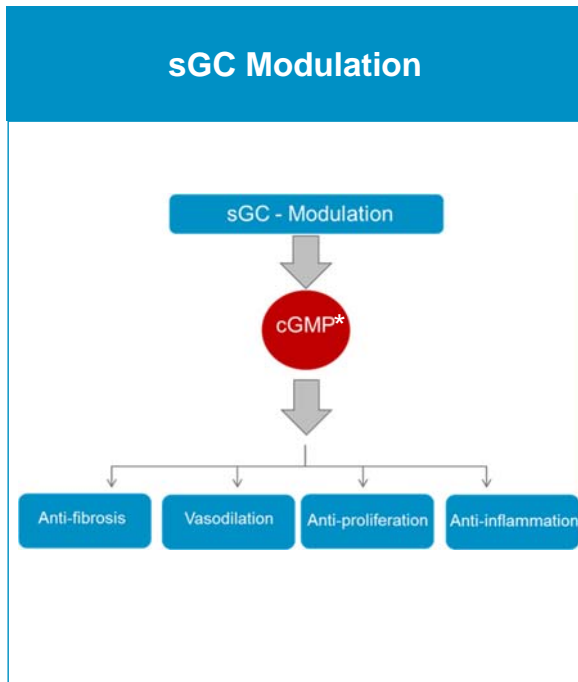 sGC Modulation
sGC - Modulation
cGMP*
Anti-fibrosis
Vasodilation
Anti-proliferation
Anti-inflammation